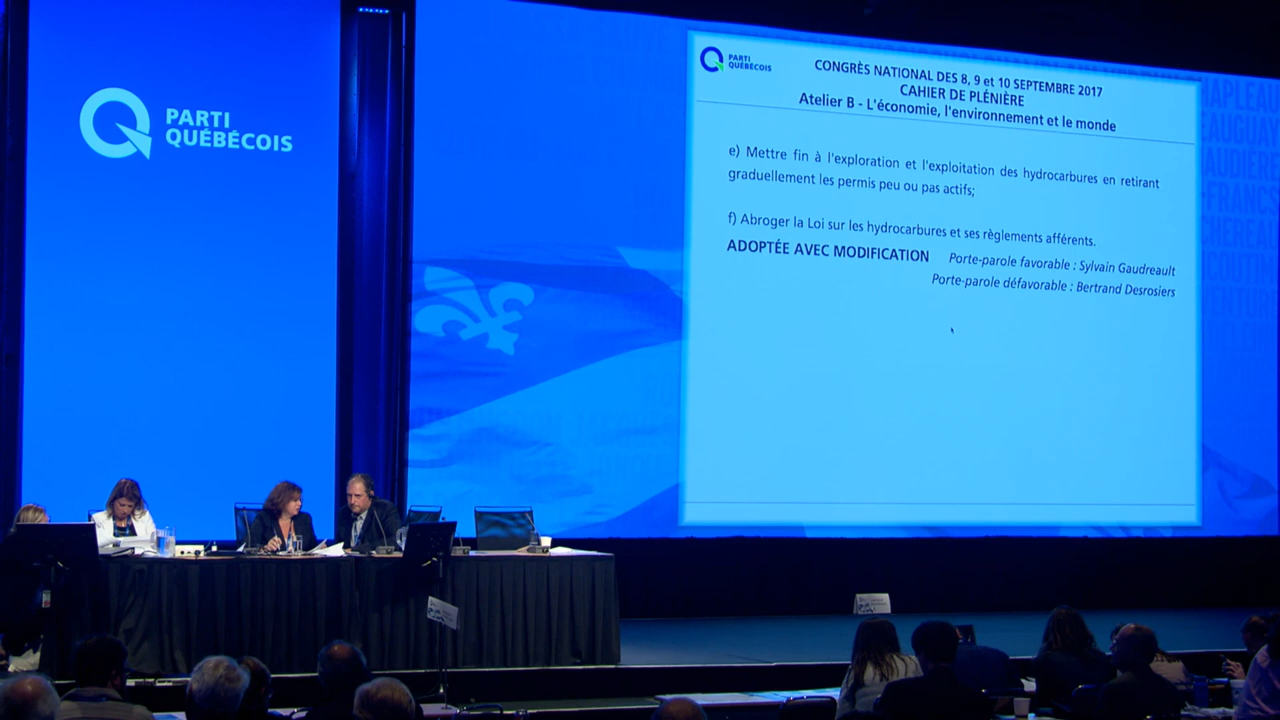 PARTI
QUÉBÉCOIS
PARTI
QUÉBÉCOIS
CONGRÈS NATIONAL DES 8, 9 et 10 SEPTEMBRE 2017
CAHIER DE PLÉNIÈRE
Atelier B - L'économie, l'environnement et le monde
e) Mettre fin à l'exploration et l'exploitation des hydrocarbures en retirant
graduellement les permis peu ou pas actifs;
f) Abroger la Loi sur les hydrocarbures et ses règlements afférents.
ADOPTÉE AVEC MODIFICATION Porte-parole favorable : Sylvain Gaudreault
Porte-parole défavorable : Bertrand Desrosiers